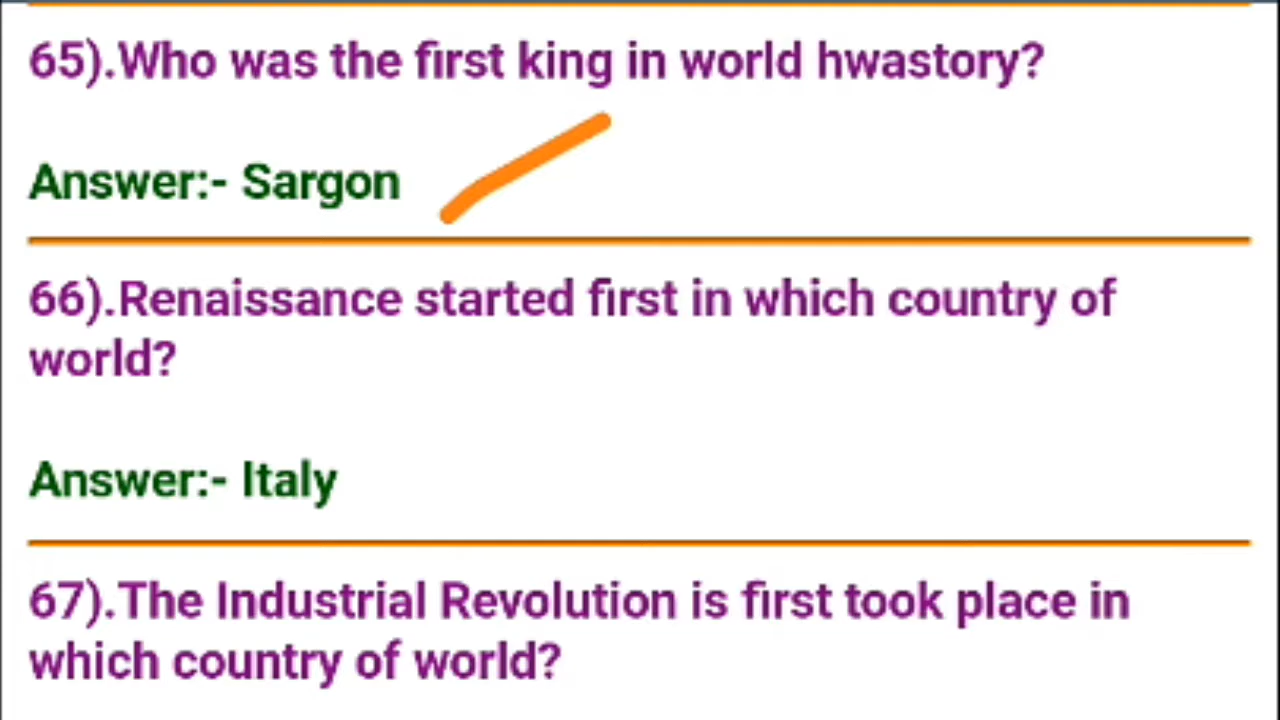 65).Who was the first king in world hwastory?
Answer:- Sargon
66).Renaissance started first in which country of
world?
Answer:- Italy
67).The Industrial Revolution is first took place in
which country of world?